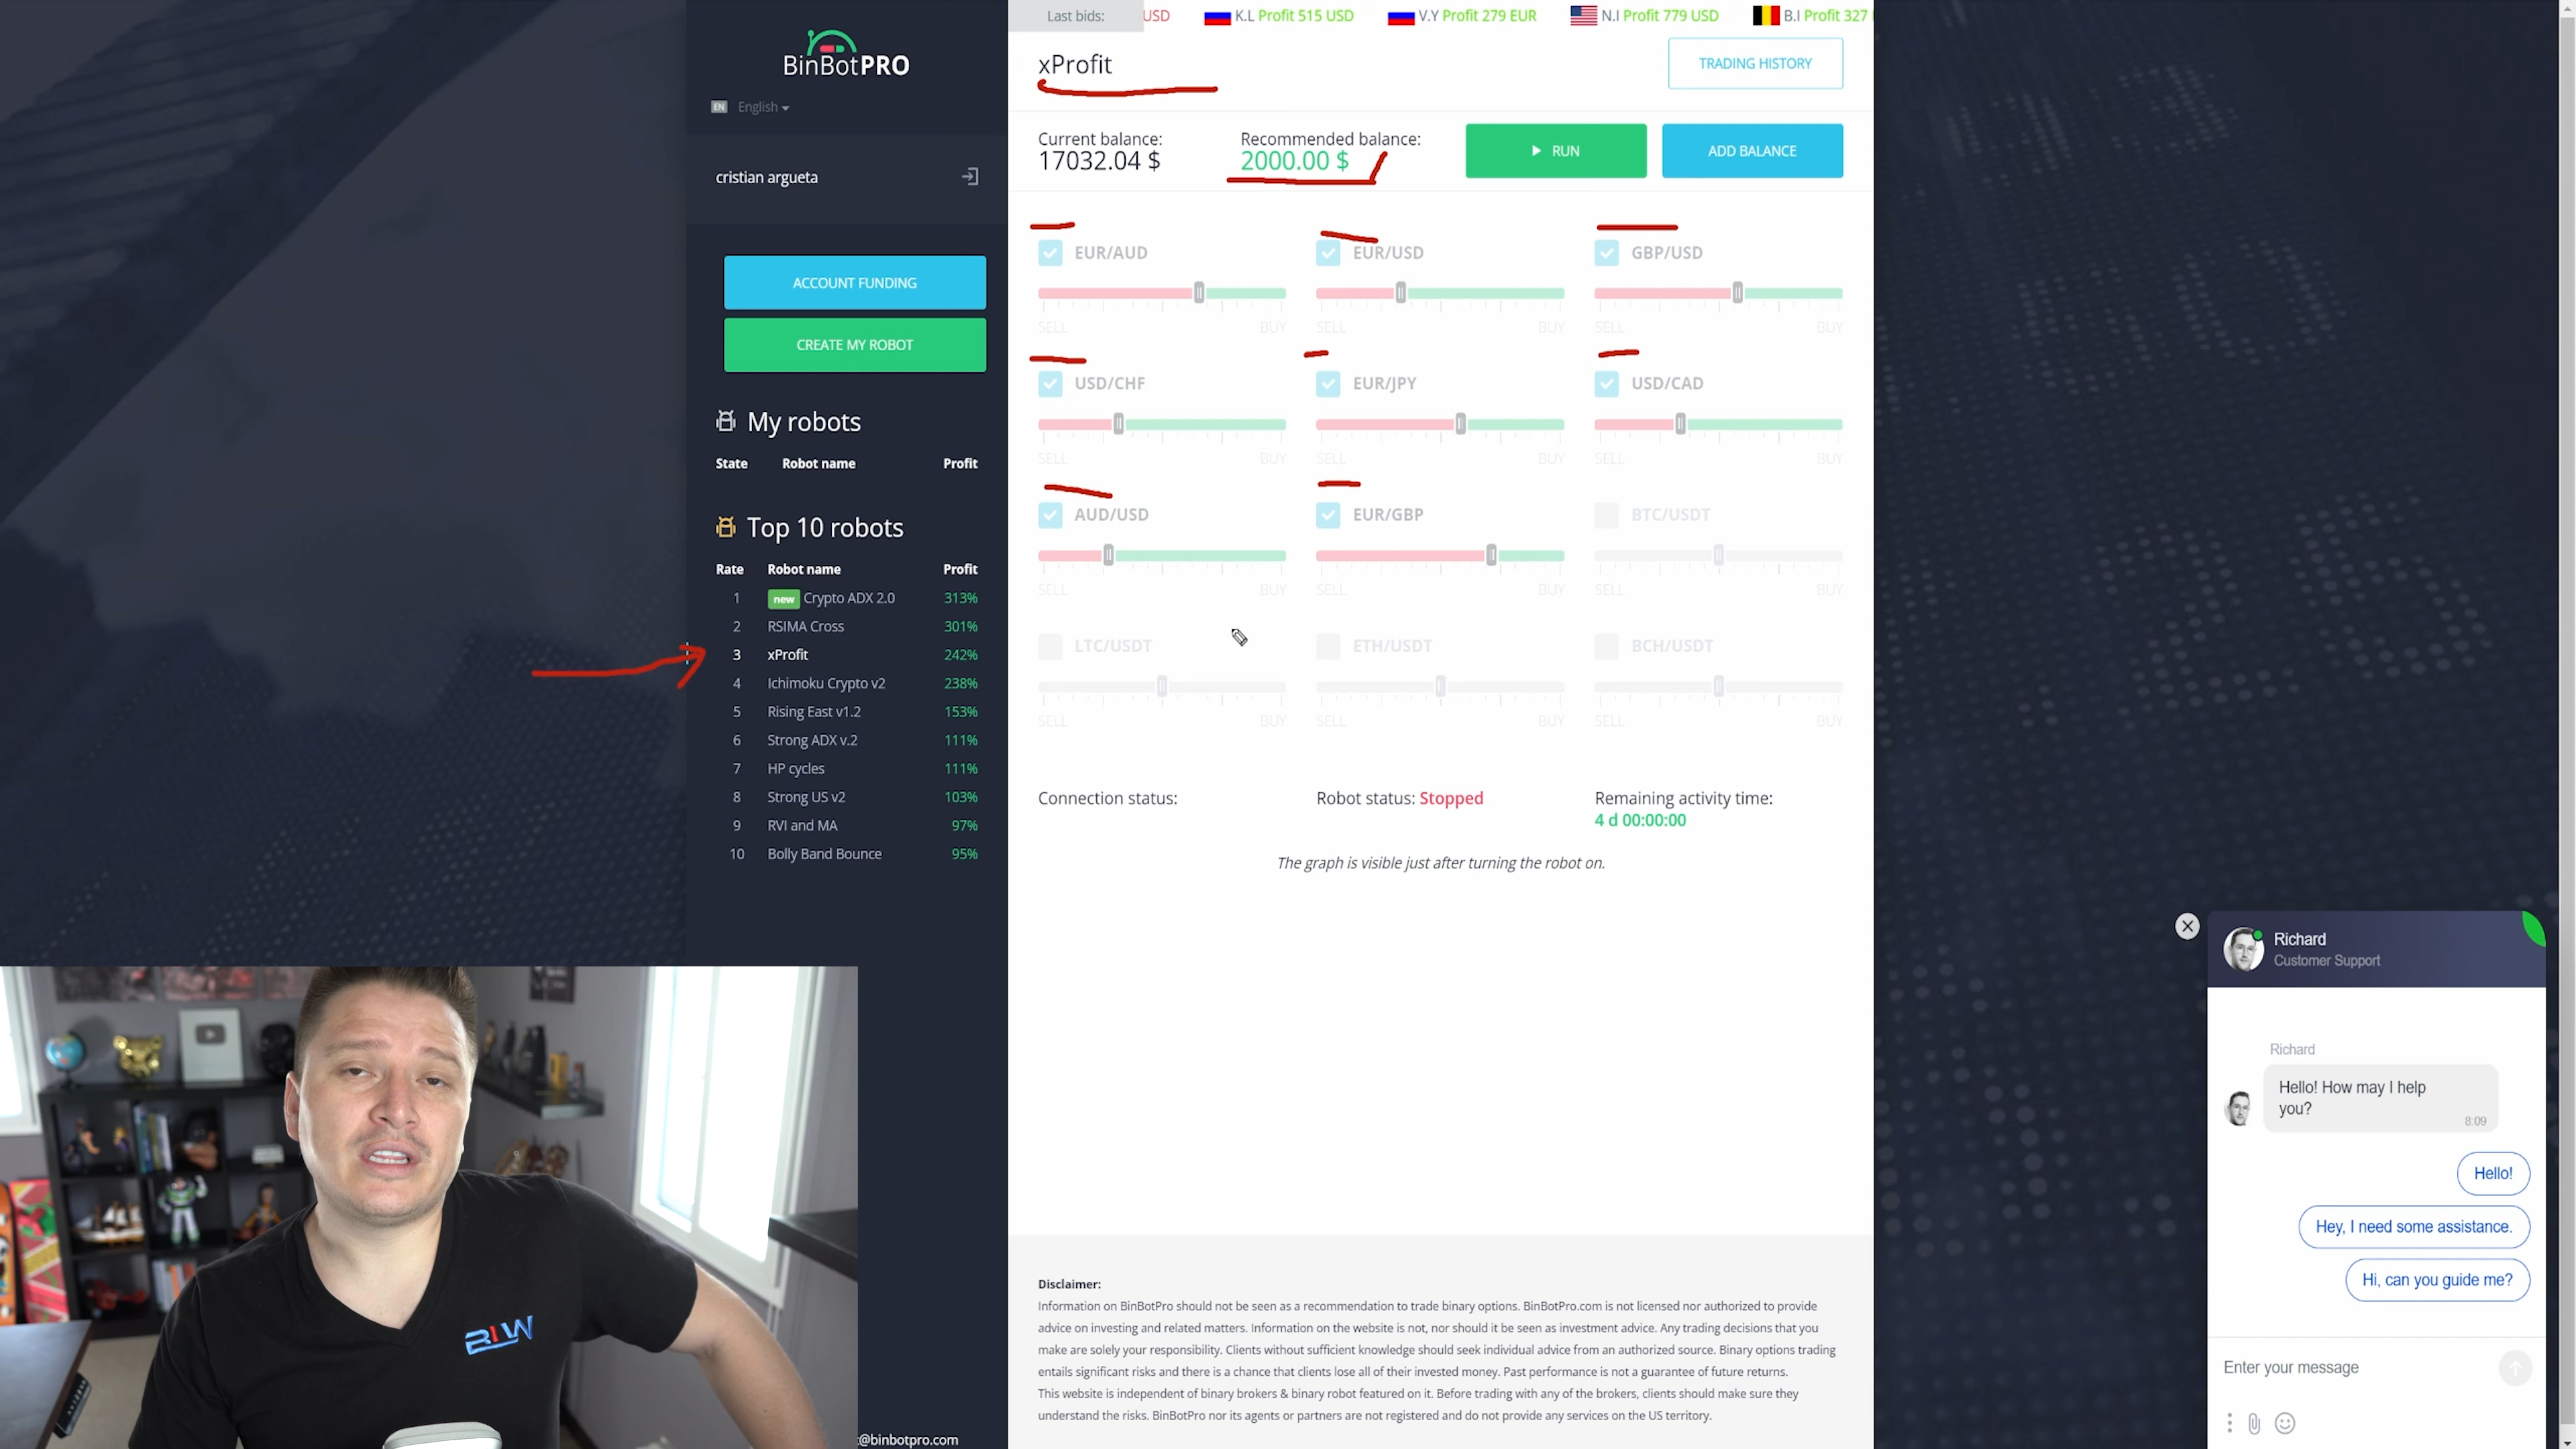 BinBotPRO
EN English
cristian argueta
ACCOUNT FUNDING
CREATE MY ROBOT
My robots
State Robot name Profit
Top 10 robots
Rate Robot name Profit
1 new Crypto ADX 2.0 313%
2 RSIMA Cross 301%
3 xProfit 242%
4 Ichimoku Crypto v2 238%
5 Rising East v1.2 153%
6 Strong ADX v.2 111%
7 HP cycles 111%
8 Strong US v2 103%
9 RVI and MA 97%
10 Bolly Band Bounce 95%
@binbotpro.com
BIW
Last bids: USD K.L Profit 515 USD V.Y Profit 279 EUR N.I Profit 779 USD B.I Profit 327
xProfit
TRADING HISTORY
Current balance: Recommended balance:
17032.04 $ 2000.00 $
RUN
ADD BALANCE
EUR/AUD EUR/USD GBP/USD
SELL BUY SELL BUY SELL BUY
USD/CHF EUR/JPY USD/CAD
SELL BUY SELL BUY SELL BUY
AUD/USD EUR/GBP BTC/USDT
SELL BUY SELL BUY SELL BUY
LTC/USDT ETH/USDT BCH/USDT
SELL BUY SELL BUY SELL BUY
Connection status: Robot status: Stopped Remaining activity time:
4 d 00:00:00
The graph is visible just after turning the robot on.
Disclaimer:
Information on BinBotPro should not be seen as a recommendation to trade binary options. BinBotPro.com is not licensed nor authorized to provide
advice on investing and related matters. Information on the website is not, nor should it be seen as investment advice. Any trading decisions that you
make are solely your responsibility. Clients without sufficient knowledge should seek individual advice from an authorized source. Binary options trading
entails significant risks and there is a chance that clients lose all of their invested money. Past performance is not a guarantee of future returns.
This website is independent of binary brokers & binary robot featured on it. Before trading with any of the brokers, clients should make sure they
understand the risks. BinBotPro nor its agents or partners are not registered and do not provide any services on the US territory.
Richard
Customer Support
Richard
Hello! How may I help
you?
8:09
Hello!
Hey, I need some assistance.
Hi, can you guide me?
Enter your message